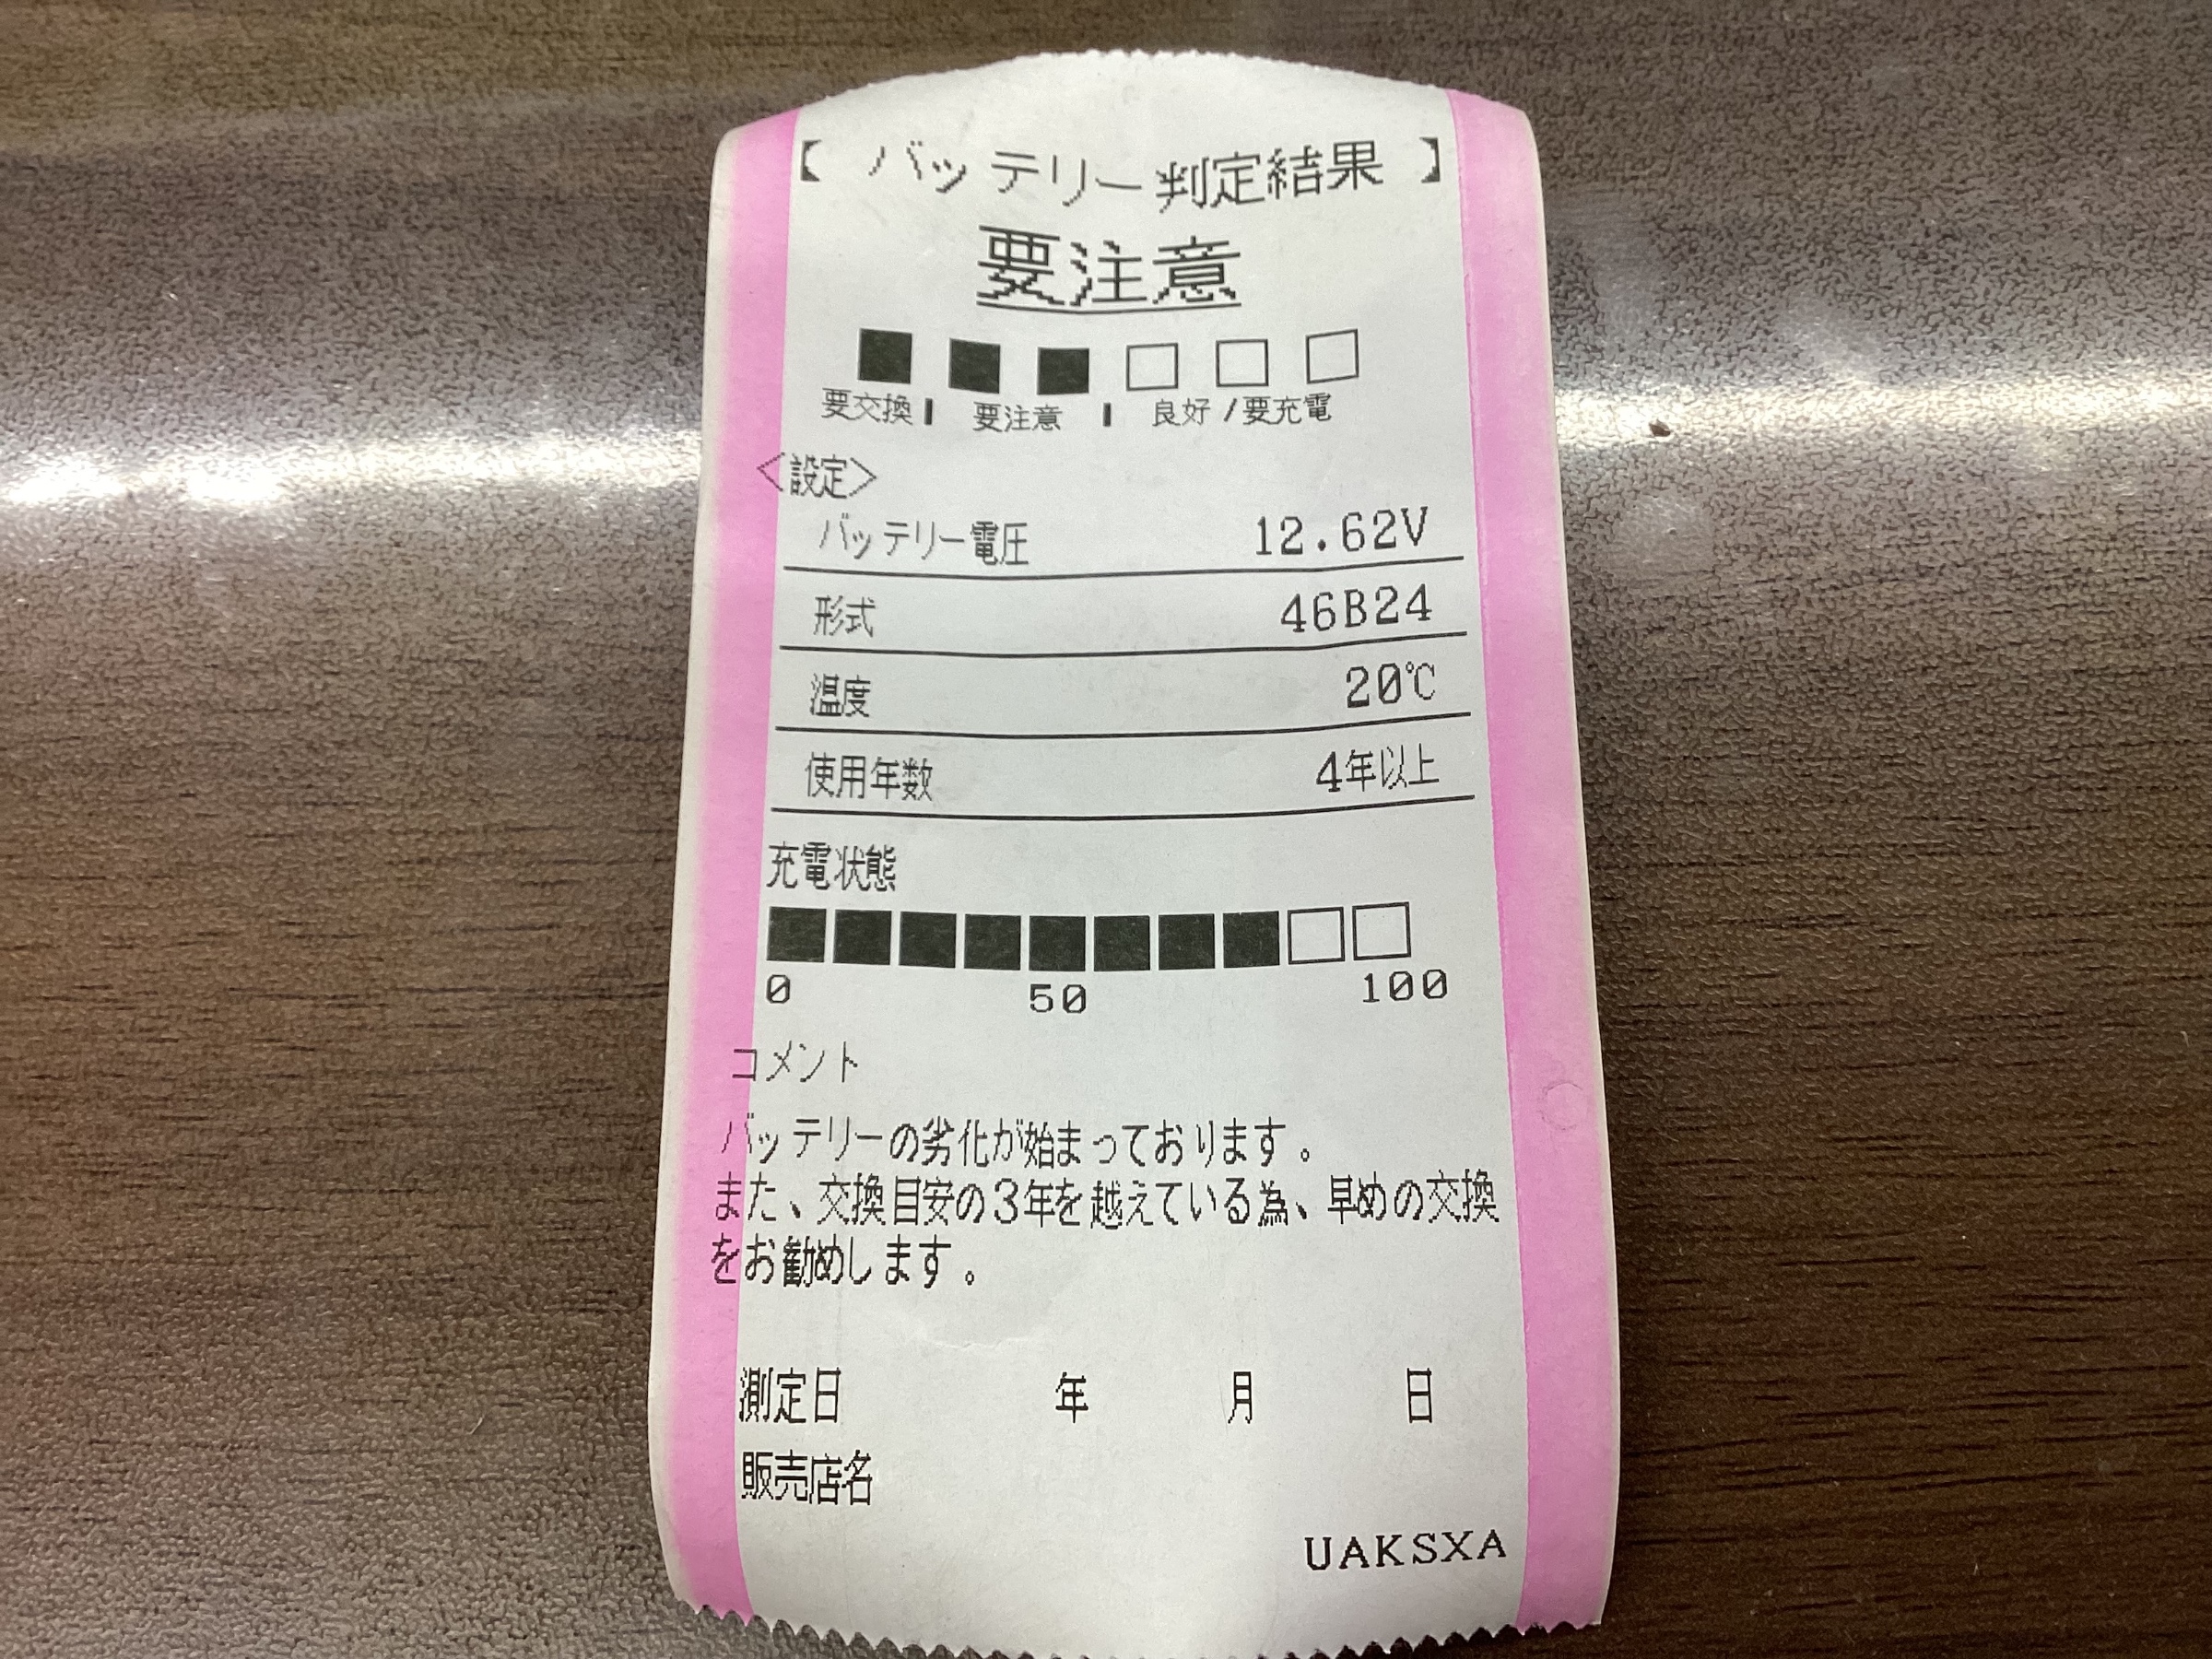 【 バッテリー判定結果 】
要注意
■ ■ ■ □ □ □
要交換 | 要注意 | 良好/要充電
<設定>
バッテリー電圧 12.62V
形式 46B24
温度 20℃
使用年数 4年以上
充電状態
■■■■■■■■□□
0 50 100
コメント
バッテリーの劣化が始まっております。
また、交換目安の3年を越えている為、早めの交換
をお勧めします。
測定日 年 月 日
販売店名
UAKSXA